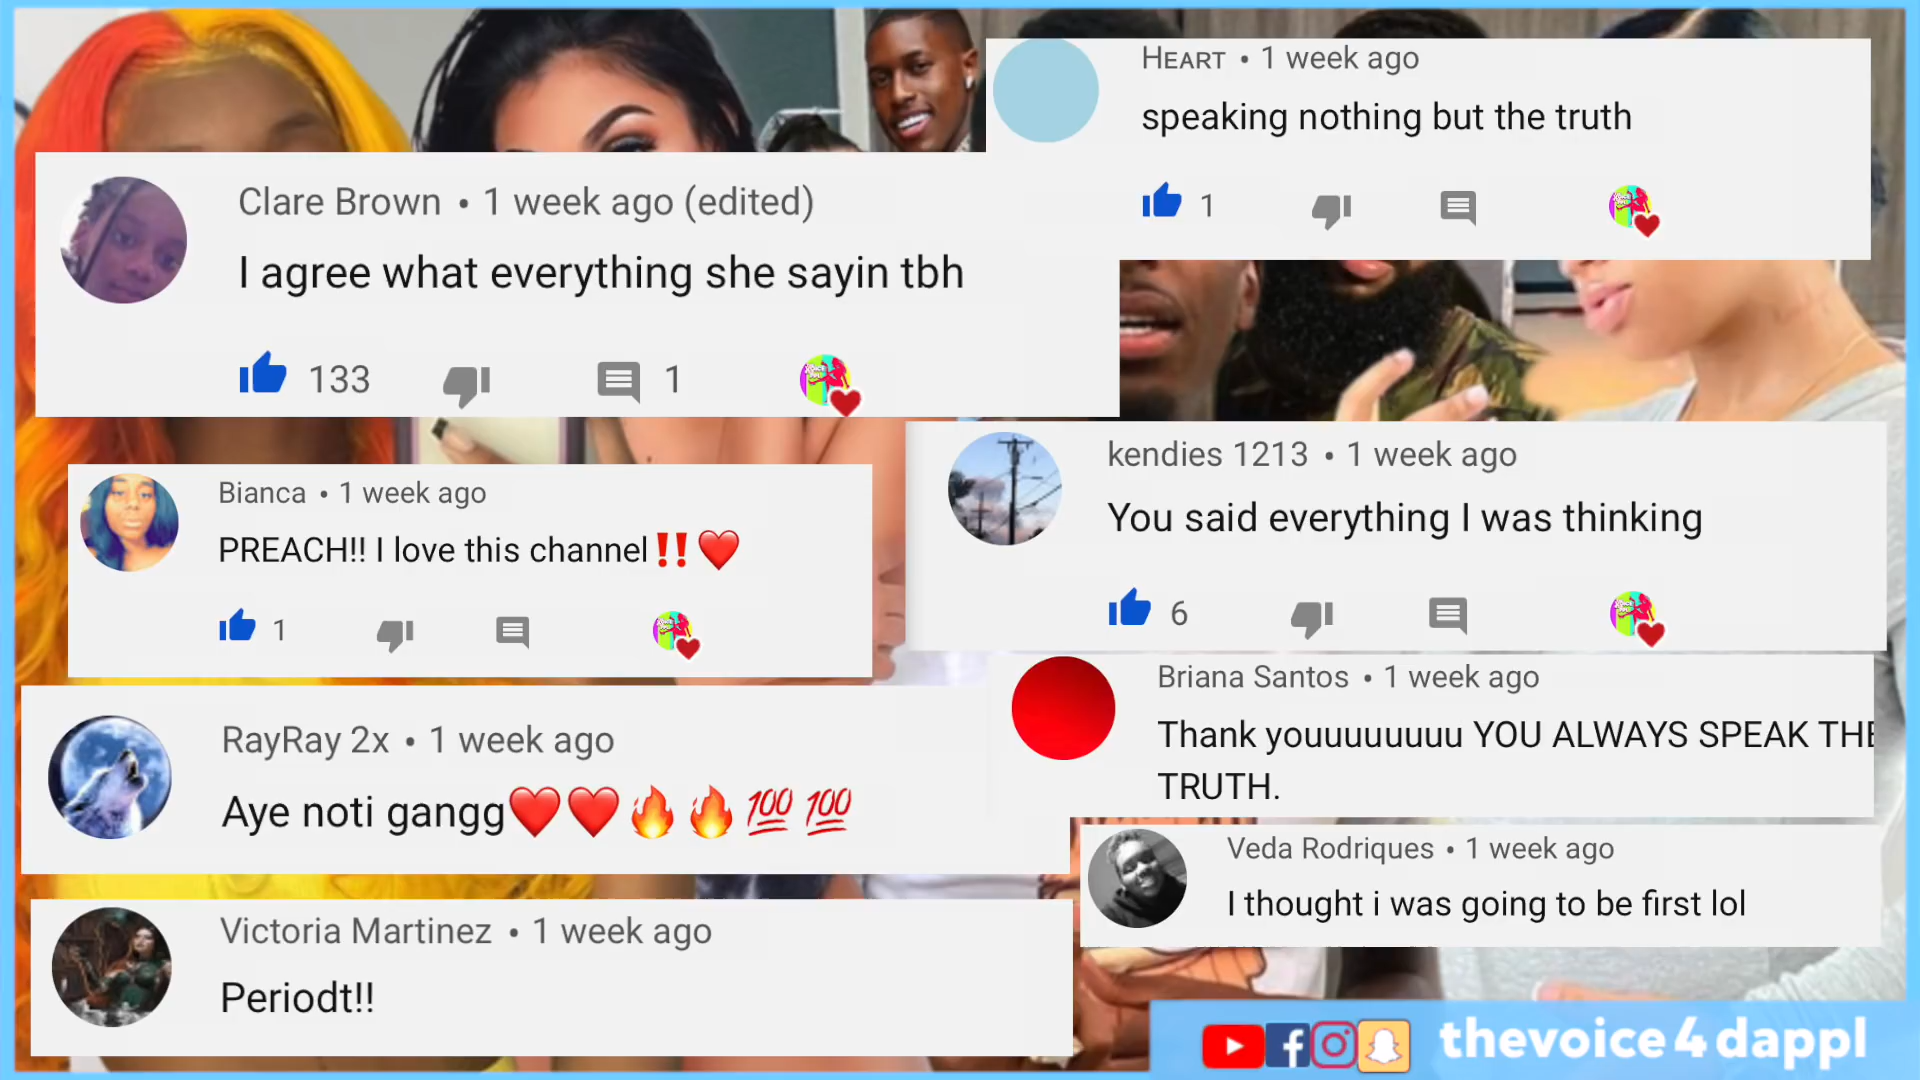 HEART • 1 week ago
speaking nothing but the truth
1
Clare Brown • 1 week ago (edited)
I agree what everything she sayin tbh
133
1
kendies 1213 • 1 week ago
You said everything I was thinking
6
Bianca • 1 week ago
PREACH!! I love this channel‼️❤️
1
Briana Santos • 1 week ago
Thank youuuuuuuuu YOU ALWAYS SPEAK THE
TRUTH.
RayRay 2x • 1 week ago
Aye noti gangg❤️❤️🔥🔥💯💯
Veda Rodriques • 1 week ago
I thought i was going to be first lol
Victoria Martinez • 1 week ago
Periodt!!
thevoice4dappl